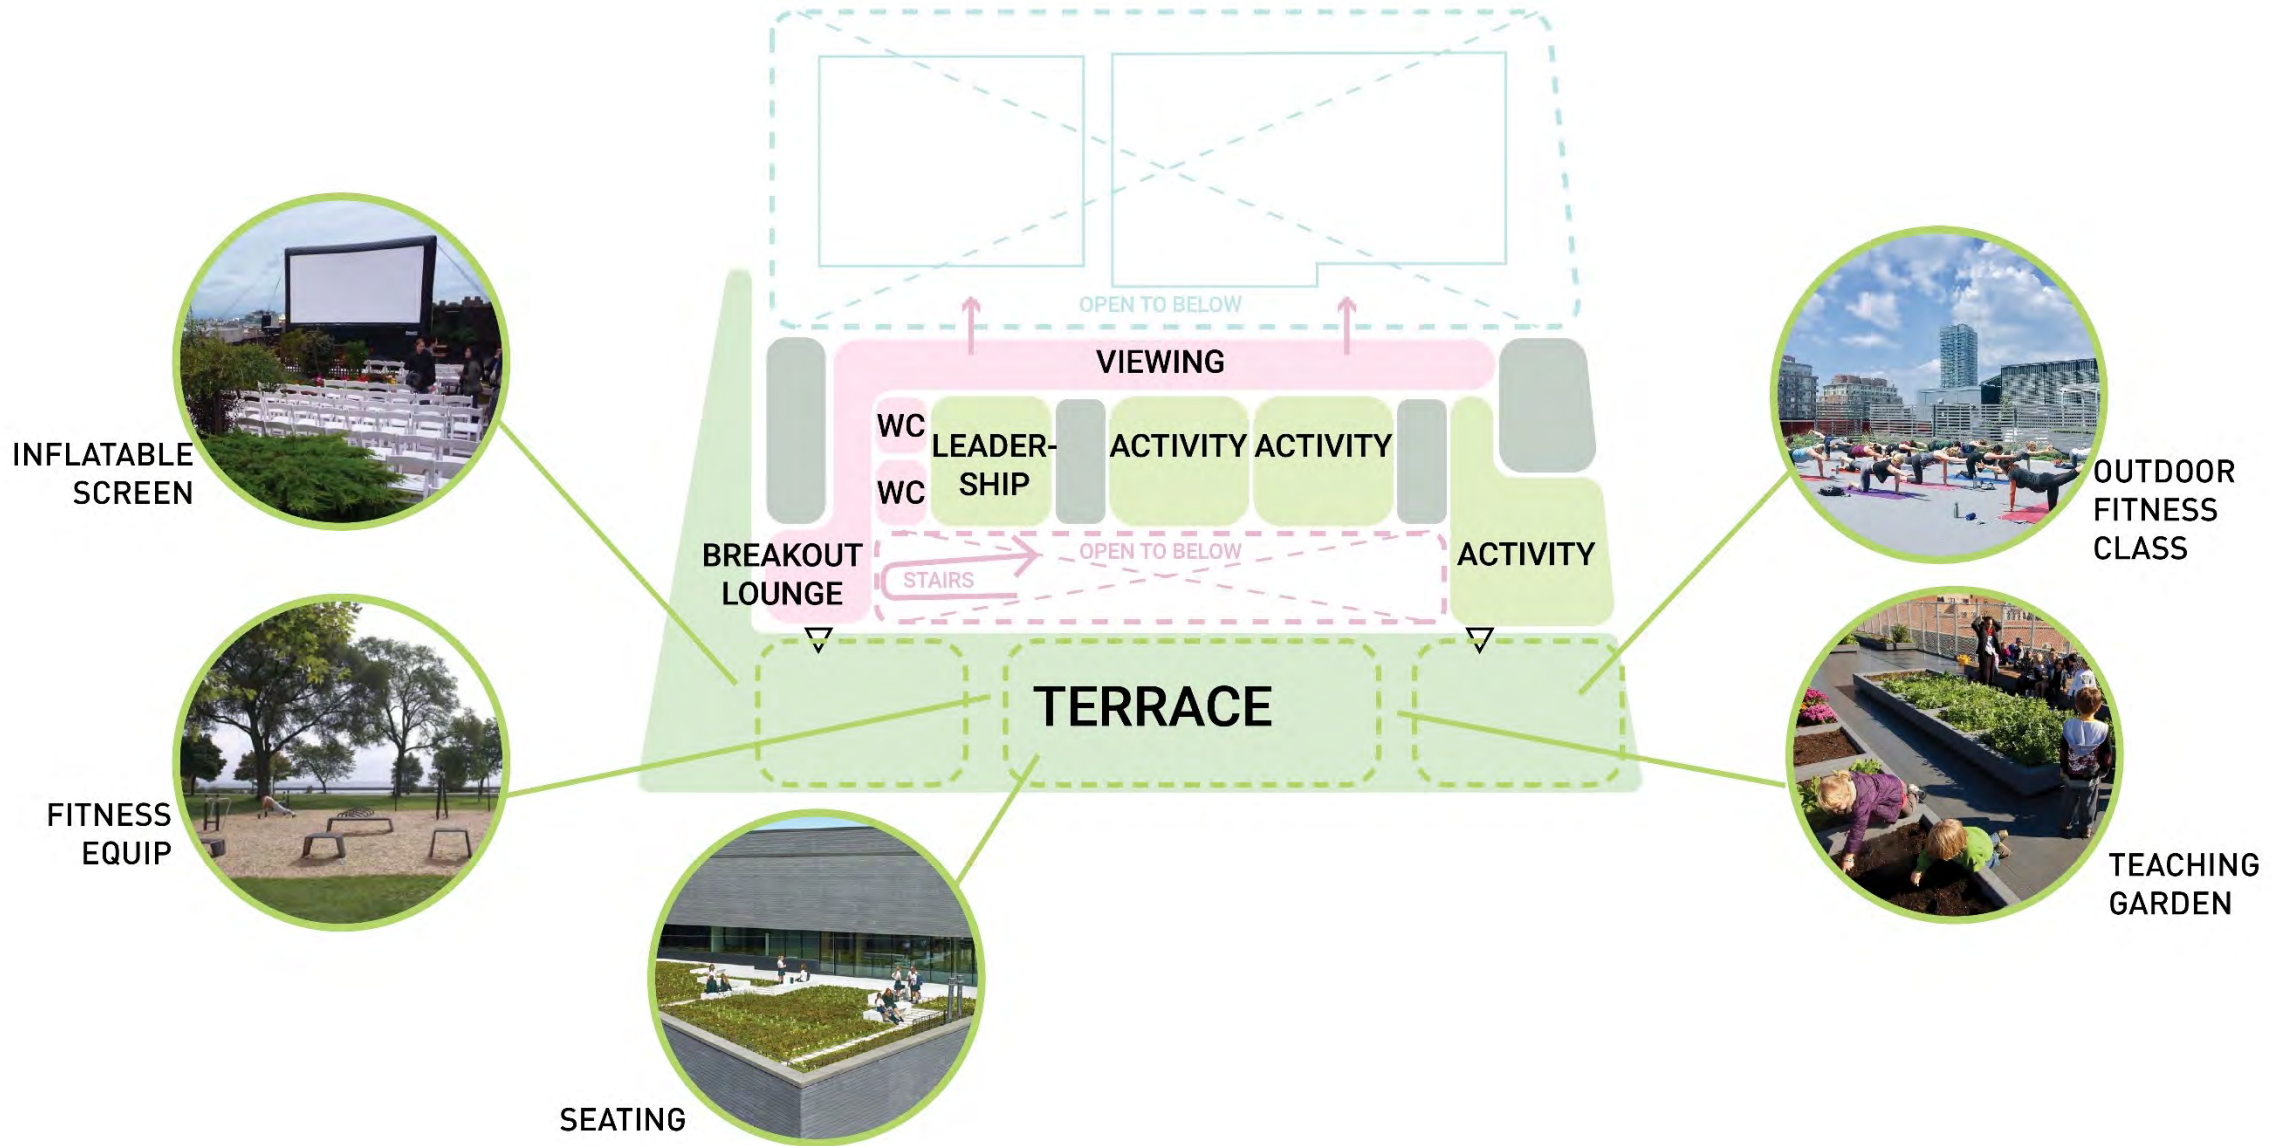 OPEN TO BELOW
VIEWING
WC
LEADER-
SHIP
ACTIVITY
ACTIVITY
WC
INFLATABLE
SCREEN
OUTDOOR
FITNESS
CLASS
BREAKOUT
LOUNGE
OPEN TO BELOW
STAIRS
ACTIVITY
TERRACE
FITNESS
EQUIP
TEACHING
GARDEN
SEATING